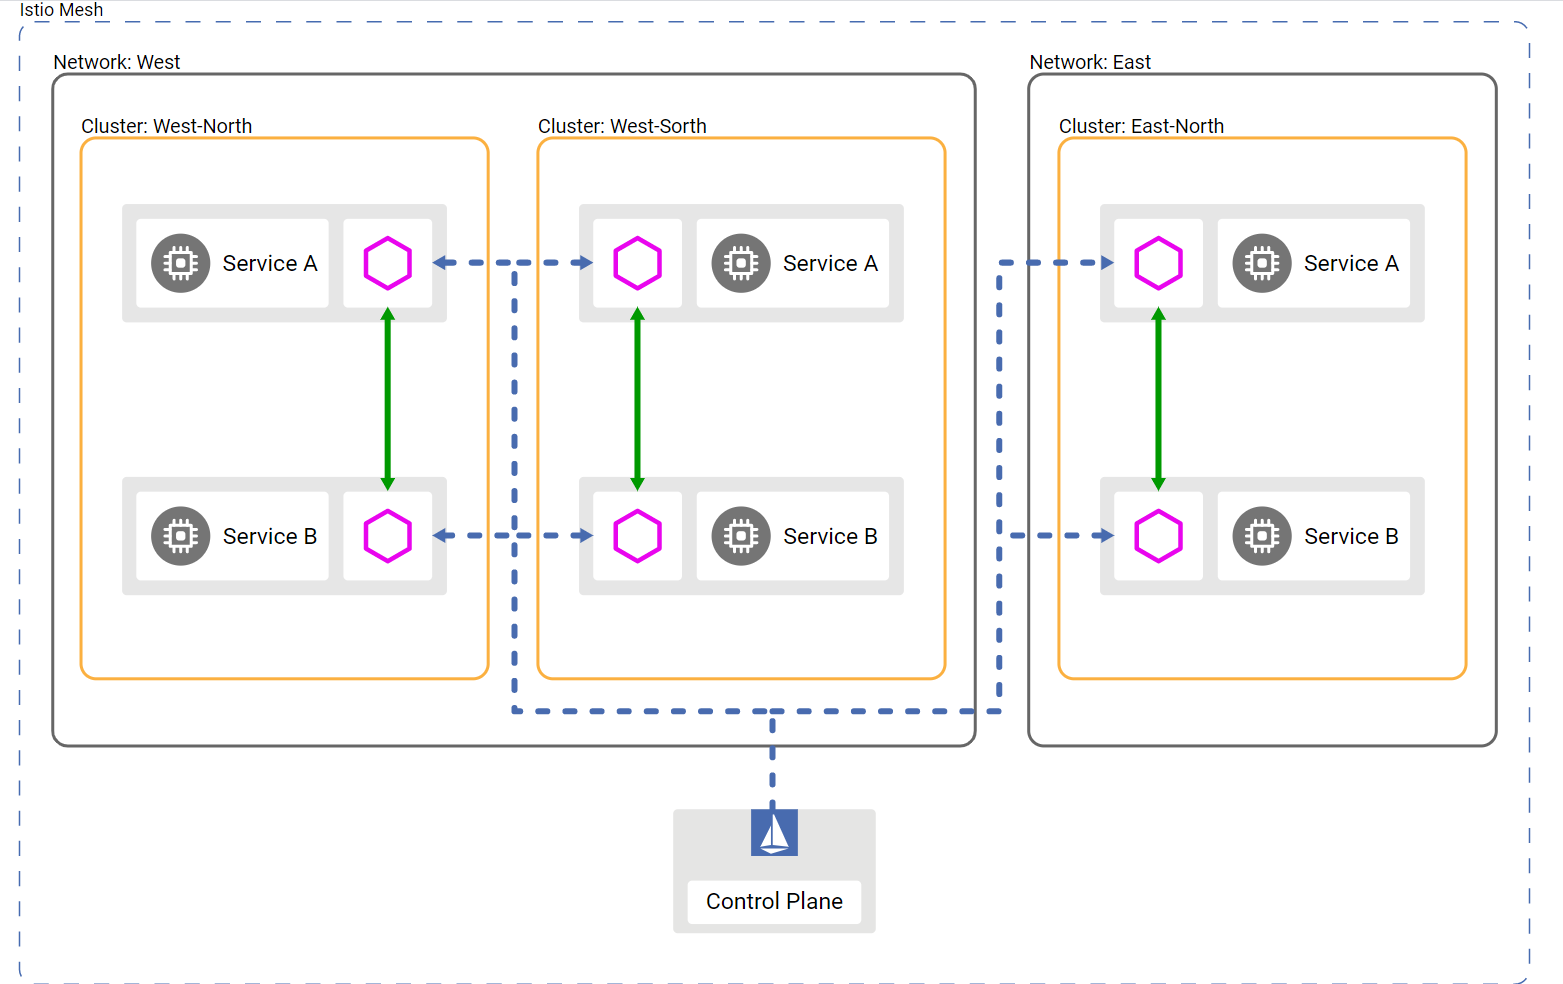 Istio Mesh
Network: West
Network: East
Cluster: West-North
Cluster: West-Sorth
Cluster: East-North
Service A
Service A
Service A
Service B
Service B
Service B
Control Plane